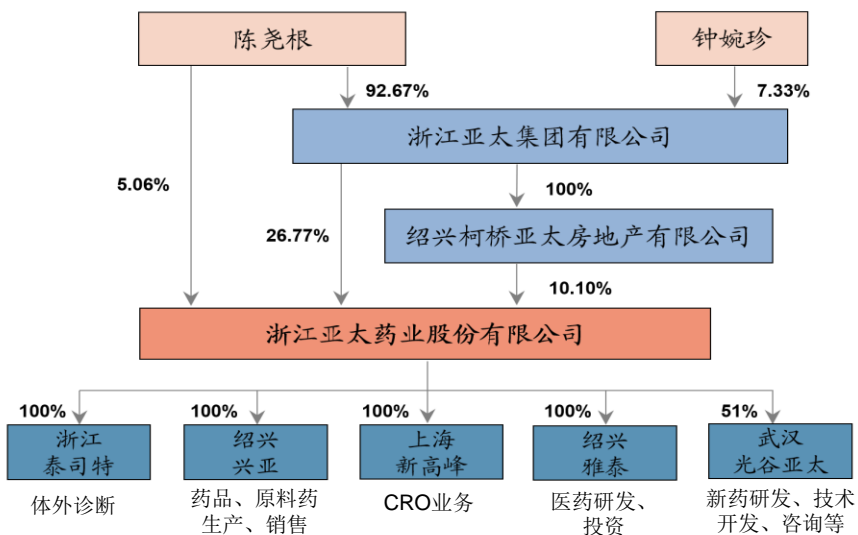 陈尧根
钟婉珍
92.67%
7.33%
浙江亚太集团有限公司
5.06%
100%
26.77%
绍兴柯桥亚太房地产有限公司
10.10%
浙江亚太药业股份有限公司
100%
100%
100%
100%
51%
浙江
泰司特
绍兴
兴亚
上海
新高峰
绍兴
雅泰
武汉
光谷亚太
体外诊断
药品、原料药
生产、销售
CRO业务
医药研发、
投资
新药研发、技术
开发、咨询等